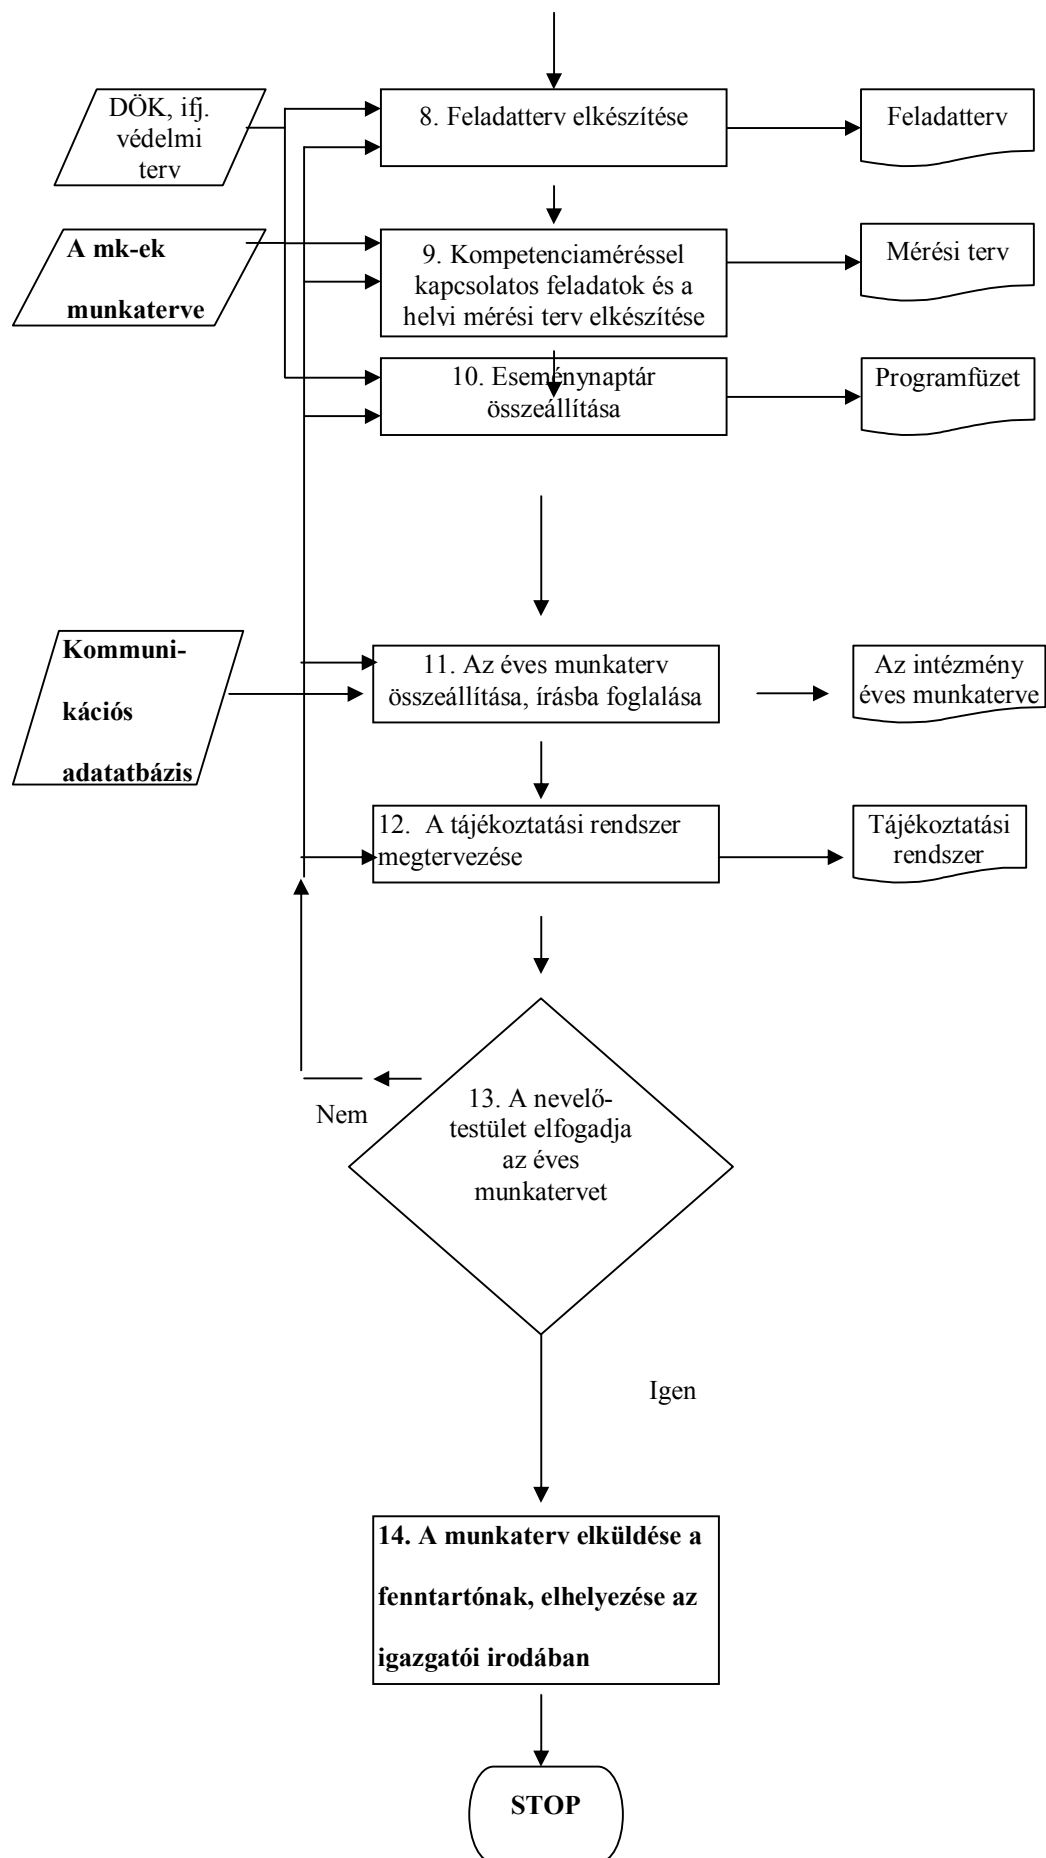 DÖK, ifj.
védelmi
terv
8. Feladatterv elkészítése
Feladatterv
A mk-ek
munkaterve
9. Kompetenciaméréssel
kapcsolatos feladatok és a
helvi mérési terv elkészítése
Mérési terv
10. Eseménynaptár
összeállítása
Programfüzet
Kommuni-
kációs
adatatbázis
11. Az éves munkaterv
összeállítása, írásba foglalása
Az intézmény
éves munkaterve
12. A tájékoztatási rendszer
megtervezése
Tájékoztatási
rendszer
Nem
13. A nevelő-
testület elfogadja
az éves
munkatervet
Igen
14. A munkaterv elküldése a
fenntartónak, elhelyezése az
igazgatói irodában
STOP